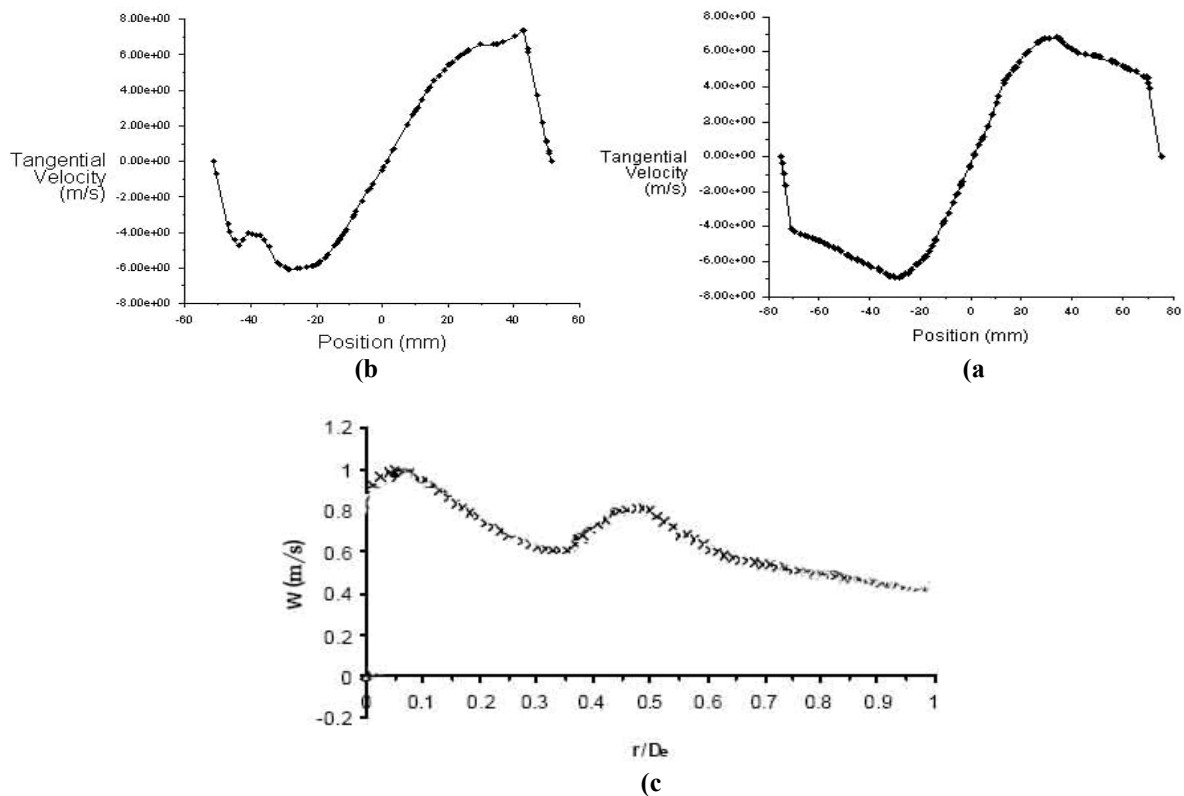 8.00e+00
6.00e+00
4.00e+00
2.00e+00
0.00e+00
-2.00e+00
-4.00e+00
-6.00e+00
-8.00e+00
Tangential
Velocity
(m/s)
-60 -40 -20 0 20 40 60
Position (mm)
(b
8.00e+00
6.00e+00
4.00e+00
2.00e+00
0.00e+00
-2.00e+00
-4.00e+00
-6.00e+00
-8.00e+00
Tangential
Velocity
(m/s)
-80 -60 -40 -20 0 20 40 60 80
Position (mm)
(a
1.2
1
0.8
0.6
0.4
0.2
0
-0.2
W (m/s)
0 0.1 0.2 0.3 0.4 0.5 0.6 0.7 0.8 0.9 1
r/De
(c